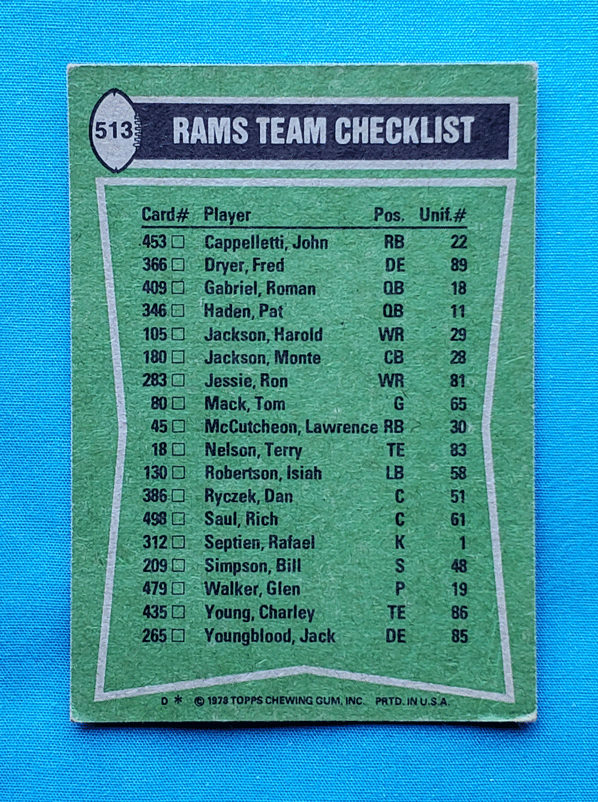 513
RAMS TEAM CHECKLIST
Card# Player Pos. Unif.#
453 Cappelletti, John RB 22
366 Dryer, Fred DE 89
409 Gabriel, Roman QB 18
346 Haden, Pat QB 11
105 Jackson, Harold WR 29
180 Jackson, Monte CB 28
283 Jessie, Ron WR 81
80 Mack, Tom G 65
45 McCutcheon, Lawrence RB 30
18 Nelson, Terry TE 83
130 Robertson, Isiah LB 58
386 Ryczek, Dan C 51
498 Saul, Rich C 61
312 Septien, Rafael K 1
209 Simpson, Bill S 48
479 Walker, Glen P 19
435 Young, Charley TE 86
265 Youngblood, Jack DE 85
D * © 1978 TOPPS CHEWING GUM, INC. PRTD. IN U.S.A.